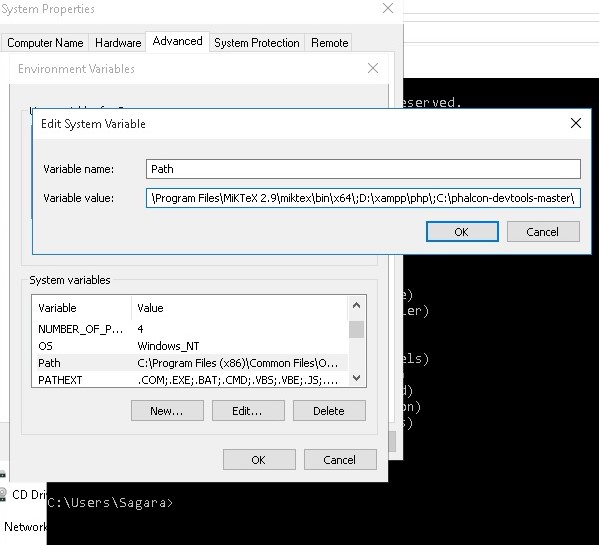 System Properties
Computer Name Hardware Advanced System Protection Remote
Environment Variables
eserved.
Edit System Variable
Variable name: Path
Variable value: \Program Files\MiKTeX 2.9\miktex\bin\x64\;D:\xampp\php\;C:\phalcon-devtools-master\
OK Cancel
System variables
Variable Value
NUMBER_OF_P... 4
OS Windows_NT
Path C:\Program Files (x86)\Common Files\O...
PATHEXT .COM;.EXE;.BAT;.CMD;.VBS;.VBE;.JS;....
New... Edit... Delete
OK Cancel
e)
ler)
els)
)
d)
on)
s)
CD Dri
C:\Users\Sagara>
Network